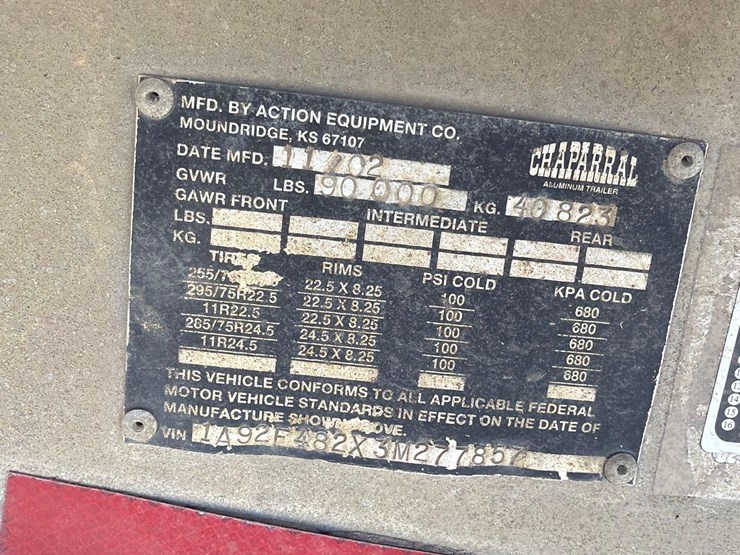 MFD. BY ACTION EQUIPMENT CO.
MOUNDRIDGE, KS 67107
CHAPARRAL
ALUMINUM TRAILER
DATE MFD. 11/02
GVWR LBS. 90 000 KG. 40 823
GAWR FRONT INTERMEDIATE REAR
LBS.
KG.
RIMS PSI COLD KPA COLD
22.5 X 8.25 100 680
295/75R22.5 22.5 X 8.25 100 680
11R22.5 22.5 X 8.25 100 680
285/75R24.5 24.5 X 8.25 100 680
11R24.5 24.5 X 8.25 100 680
THIS VEHICLE CONFORMS TO ALL APPLICABLE FEDERAL
MOTOR VEHICLE STANDARDS IN EFFECT ON THE DATE OF
MANUFACTURE SHOWN ABOVE.
VIN